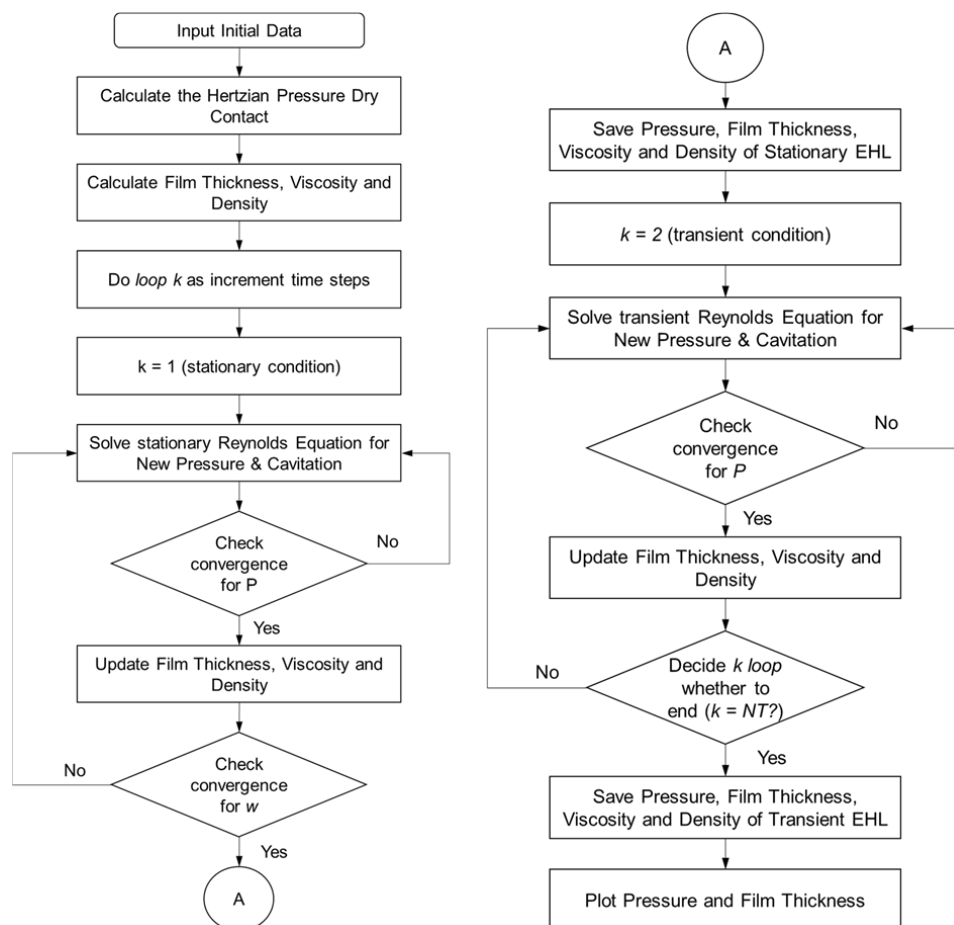 Input Initial Data
Calculate the Hertzian Pressure Dry
Contact
Calculate Film Thickness, Viscosity and
Density
Do loop k as increment time steps
k = 1 (stationary condition)
Solve stationary Reynolds Equation for
New Pressure & Cavitation
Check
convergence
for P
No
Yes
Update Film Thickness, Viscosity and
Density
Check
convergence
for w
No
Yes
A
A
Save Pressure, Film Thickness,
Viscosity and Density of Stationary EHL
k = 2 (transient condition)
Solve transient Reynolds Equation for
New Pressure & Cavitation
Check
convergence
for P
No
Yes
Update Film Thickness, Viscosity and
Density
Decide k loop
whether to
end (k = NT?)
No
Yes
Save Pressure, Film Thickness,
Viscosity and Density of Transient EHL
Plot Pressure and Film Thickness